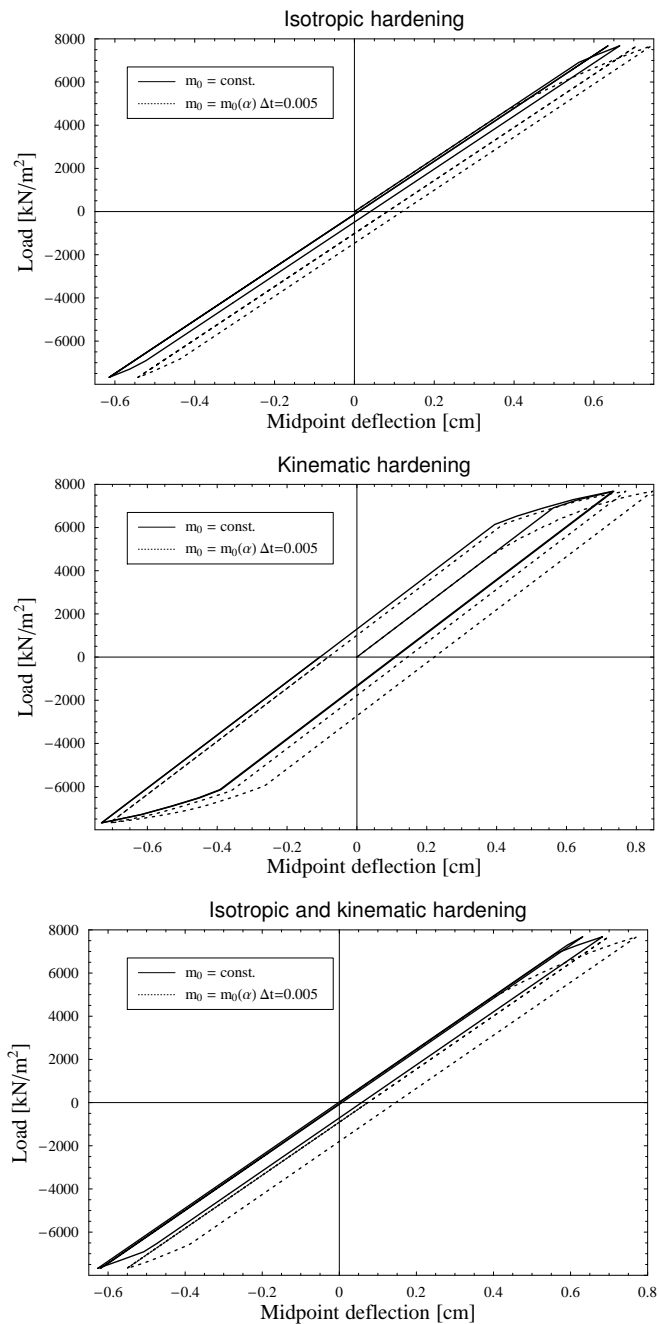 Isotropic hardening
8000
6000
4000
2000
0
−2000
−4000
−6000
Load [kN/m²]
m₀ = const.
m₀ = m₀(α) Δt=0.005
−0.6 −0.4 −0.2 0 0.2 0.4 0.6
Midpoint deflection [cm]
Kinematic hardening
8000
6000
4000
2000
0
−2000
−4000
−6000
Load [kN/m²]
m₀ = const.
m₀ = m₀(α) Δt=0.005
−0.6 −0.4 −0.2 0 0.2 0.4 0.6 0.8
Midpoint deflection [cm]
Isotropic and kinematic hardening
8000
6000
4000
2000
0
−2000
−4000
−6000
Load [kN/m²]
m₀ = const.
m₀ = m₀(α) Δt=0.005
−0.6 −0.4 −0.2 0 0.2 0.4 0.6 0.8
Midpoint deflection [cm]